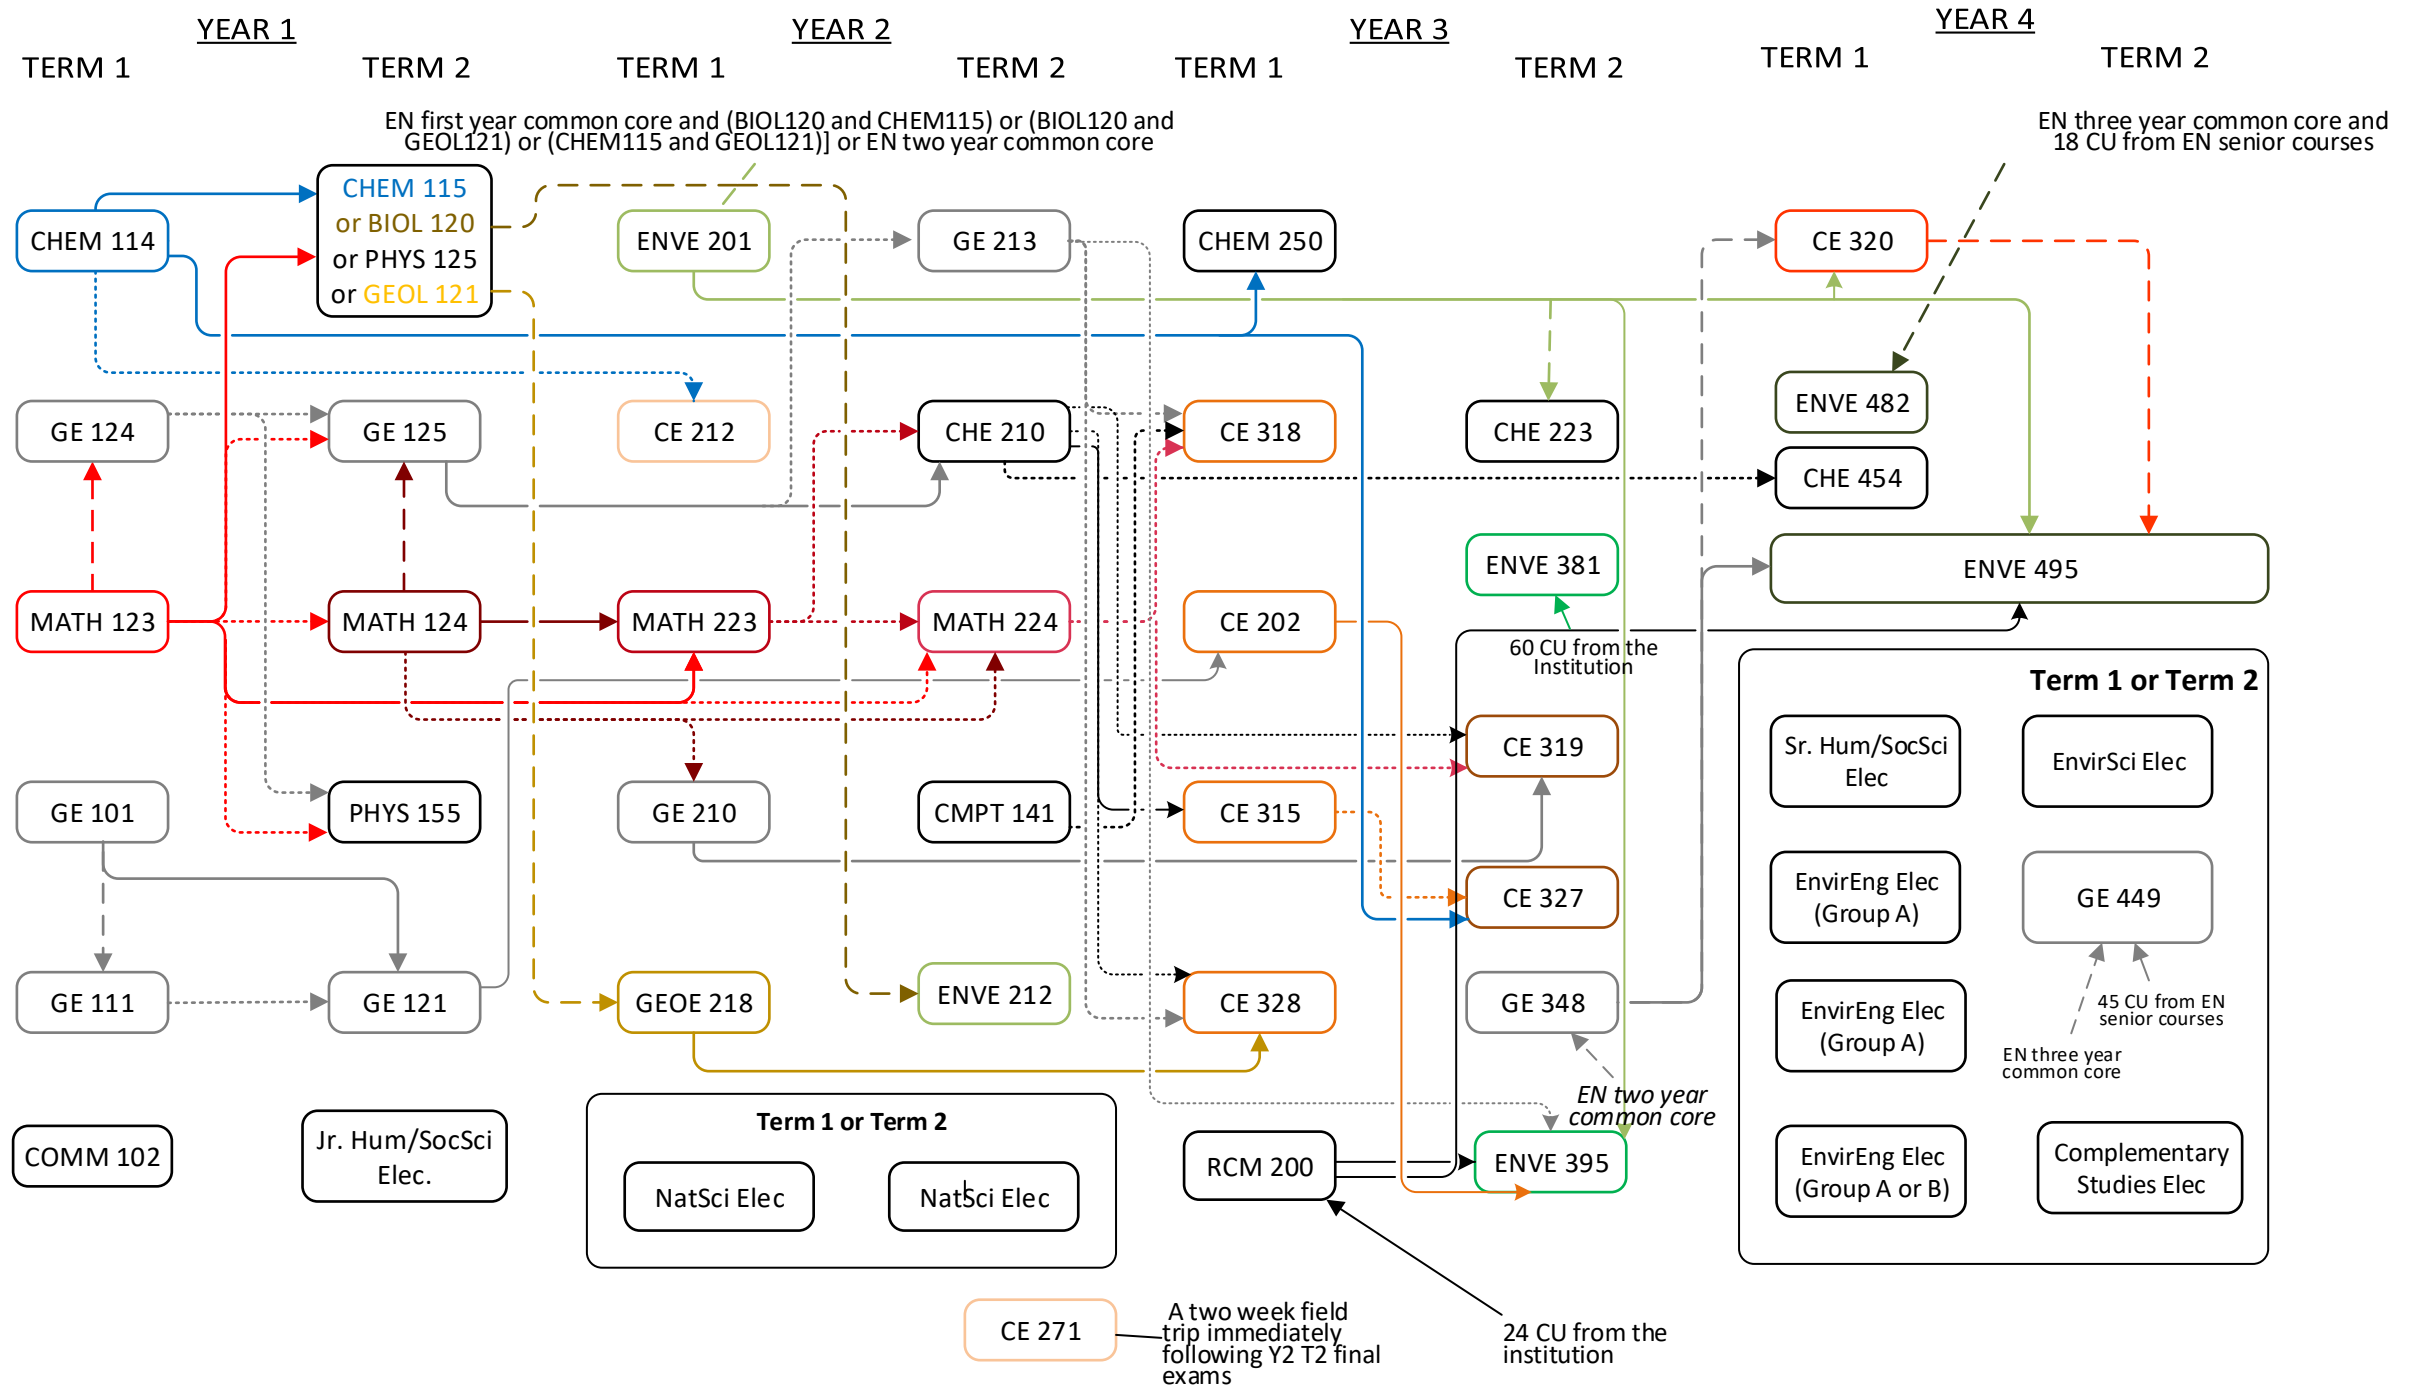 YEAR 1
YEAR 2
YEAR 3
YEAR 4
TERM 1
TERM 2
TERM 1
TERM 2
TERM 1
TERM 2
TERM 1
TERM 2
EN first year common core and (BIOL120 and CHEM115) or (BIOL120 and
GEOL121) or (CHEM115 and GEOL121)] or EN two year common core
EN three year common core and
18 CU from EN senior courses
CHEM 114
CHEM 115
or BIOL 120
or PHYS 125
or GEOL 121
ENVE 201
GE 213
CHEM 250
CE 320
GE 124
GE 125
CE 212
CHE 210
CE 318
CHE 223
ENVE 482
CHE 454
ENVE 381
ENVE 495
MATH 123
MATH 124
MATH 223
MATH 224
CE 202
60 CU from the
Institution
Term 1 or Term 2
Sr. Hum/SocSci
Elec
EnvirSci Elec
CE 319
GE 101
PHYS 155
GE 210
CMPT 141
CE 315
CE 327
EnvirEng Elec
(Group A)
GE 449
GE 111
GE 121
GEOE 218
ENVE 212
CE 328
GE 348
EnvirEng Elec
(Group A)
45 CU from EN
senior courses
EN three year
common core
EN two year
common core
COMM 102
Jr. Hum/SocSci
Elec.
Term 1 or Term 2
NatSci Elec
NatSci Elec
RCM 200
ENVE 395
EnvirEng Elec
(Group A or B)
Complementary
Studies Elec
CE 271
A two week field
trip immediately
following Y2 T2 final
exams
24 CU from the
institution